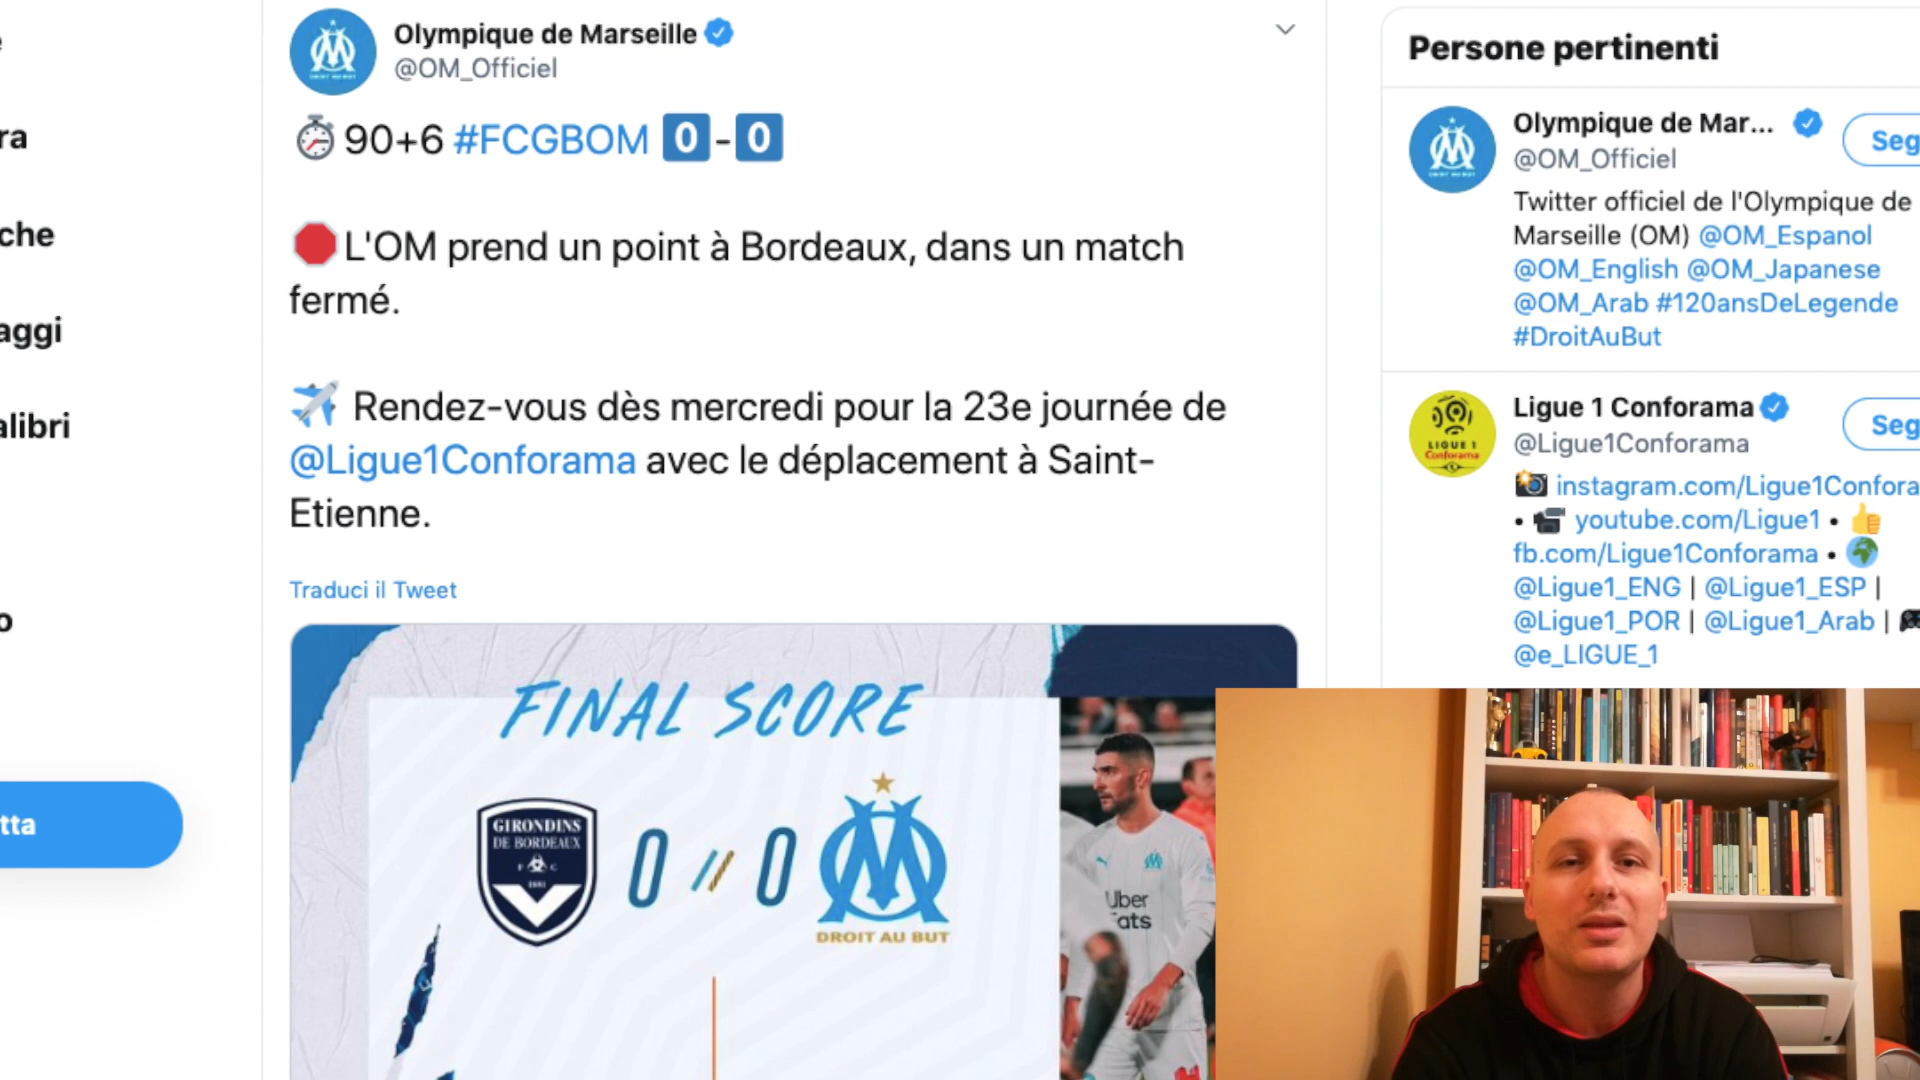 ra
che
aggi
alibri
o
tta
Olympique de Marseille
@OM_Officiel
90+6 #FCGBOM 0-0
L'OM prend un point à Bordeaux, dans un match
fermé.
Rendez-vous dès mercredi pour la 23e journée de
@Ligue1Conforama avec le déplacement à Saint-
Etienne.
Traduci il Tweet
FINAL SCORE
GIRONDINS
DE BORDEAUX
F C
1881
0 // 0
DROIT AU BUT
Uber
Eats
Persone pertinenti
Olympique de Mar...
@OM_Officiel
Seg
Twitter officiel de l'Olympique de
Marseille (OM) @OM_Espanol
@OM_English @OM_Japanese
@OM_Arab #120ansDeLegende
#DroitAuBut
LIGUE 1
Conforama
Ligue 1 Conforama
@Ligue1Conforama
Seg
instagram.com/Ligue1Confora
• youtube.com/Ligue1 •
fb.com/Ligue1Conforama •
@Ligue1_ENG | @Ligue1_ESP |
@Ligue1_POR | @Ligue1_Arab |
@e_LIGUE_1